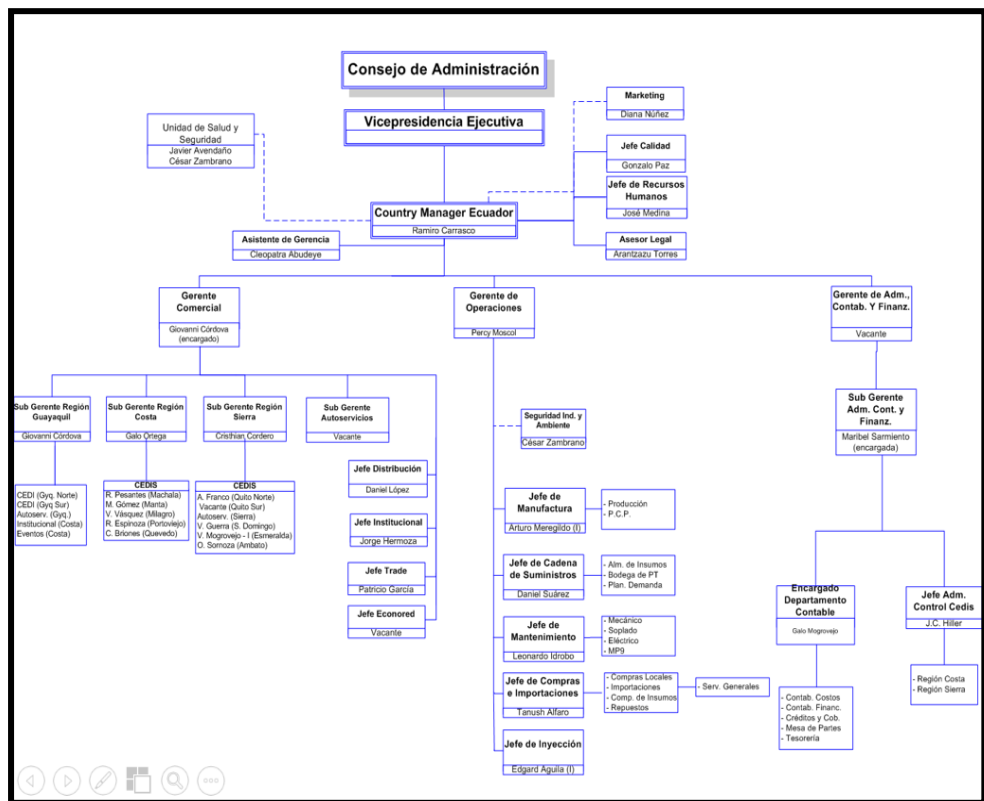 Consejo de Administración
Vicepresidencia Ejecutiva
Unidad de Salud y
Seguridad
Javier Avendaño
César Zambrano
Marketing
Diana Núñez
Jefe Calidad
Gonzalo Paz
Jefe de Recursos
Humanos
José Medina
Country Manager Ecuador
Ramiro Carrasco
Asistente de Gerencia
Cleopatra Abudeye
Asesor Legal
Arantzazu Torres
Gerente
Comercial
Giovanni Córdova
(encargado)
Gerente de
Operaciones
Percy Moscol
Gerente de Adm.,
Contab. Y Finanz.
Vacante
Sub Gerente Región
Guayaquil
Giovanni Córdova
Sub Gerente Región
Costa
Galo Ortega
Sub Gerente Región
Sierra
Cristhian Cordero
Sub Gerente
Autoservicios
Vacante
Sub Gerente
Adm. Cont. y
Finanz.
Maribel Sarmiento
(encargada)
Seguridad Ind. y
Ambiente
César Zambrano
CEDI (Gyq. Norte)
CEDI (Gyq Sur)
Autoserv. (Gyq.)
Institucional (Costa)
Eventos (Costa)
CEDIS
R. Pesantes (Machala)
M. Gómez (Manta)
V. Vásquez (Milagro)
R. Espinoza (Portoviejo)
C. Briones (Quevedo)
CEDIS
A. Franco (Quito Norte)
Vacante (Quito Sur)
Autoserv. (Sierra)
V. Guerra (S. Domingo)
V. Mogrovejo - I (Esmeralda)
O. Sornoza (Ambato)
Jefe Distribución
Daniel López
Jefe Institucional
Jorge Hermoza
Jefe Trade
Patricio García
Jefe Econored
Vacante
Jefe de
Manufactura
Arturo Meregildo (I)
- Producción
- P.C.P.
Jefe de Cadena
de Suministros
Daniel Suárez
- Alm. de Insumos
- Bodega de PT
- Plan. Demanda
Jefe de
Mantenimiento
Leonardo Idrobo
- Mecánico
- Soplado
- Eléctrico
- MP9
Jefe de Compras
e Importaciones
Tanush Alfaro
- Compras Locales
- Importaciones
- Comp. de Insumos
- Repuestos
- Serv. Generales
Jefe de Inyección
Edgard Aguila (I)
Encargado
Departamento
Contable
Galo Mogrovejo
Jefe Adm.
Control Cedis
J.C. Hiller
- Contab. Costos
- Contab. Financ.
- Créditos y Cob.
- Mesa de Partes
- Tesorería
- Región Costa
- Región Sierra